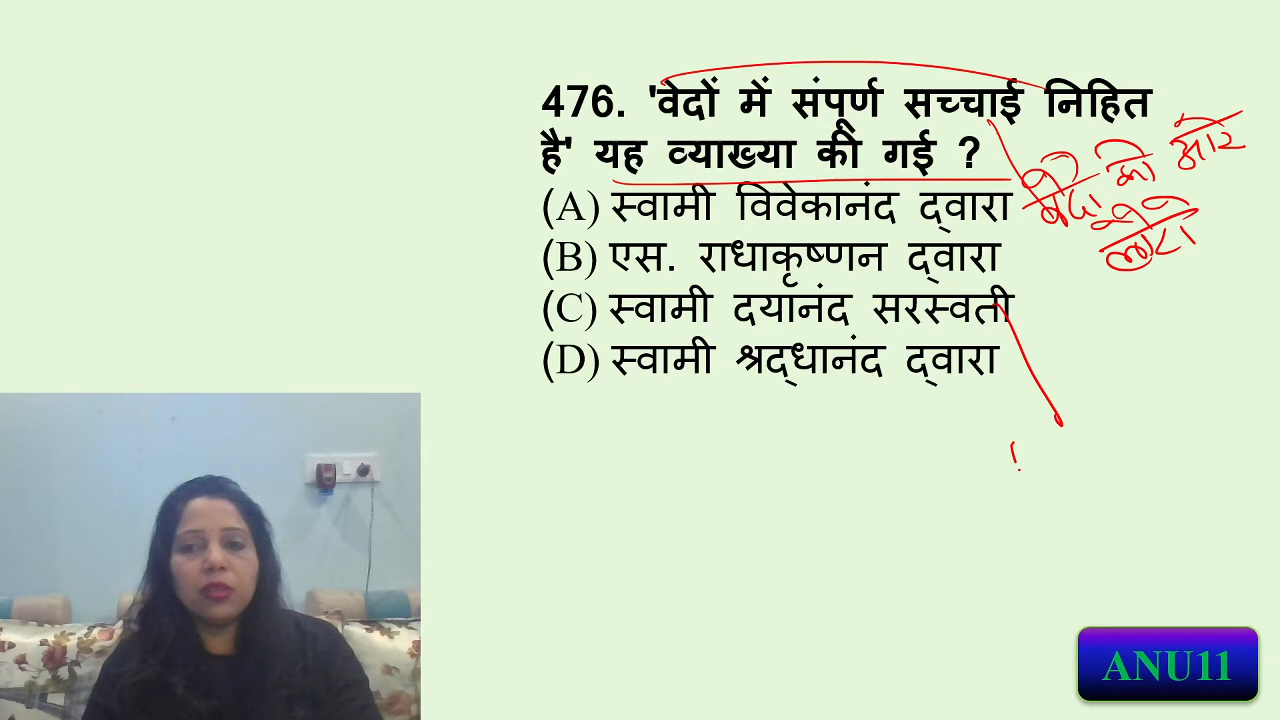 476. 'वेदों में संपूर्ण सच्चाई निहित
है' यह व्याख्या की गई ?
(A) स्वामी विवेकानंद द्वारा
(B) एस. राधाकृष्णन द्वारा
(C) स्वामी दयानंद सरस्वती
(D) स्वामी श्रद्धानंद द्वारा
वेदों की ओर
लौटो
ANU11